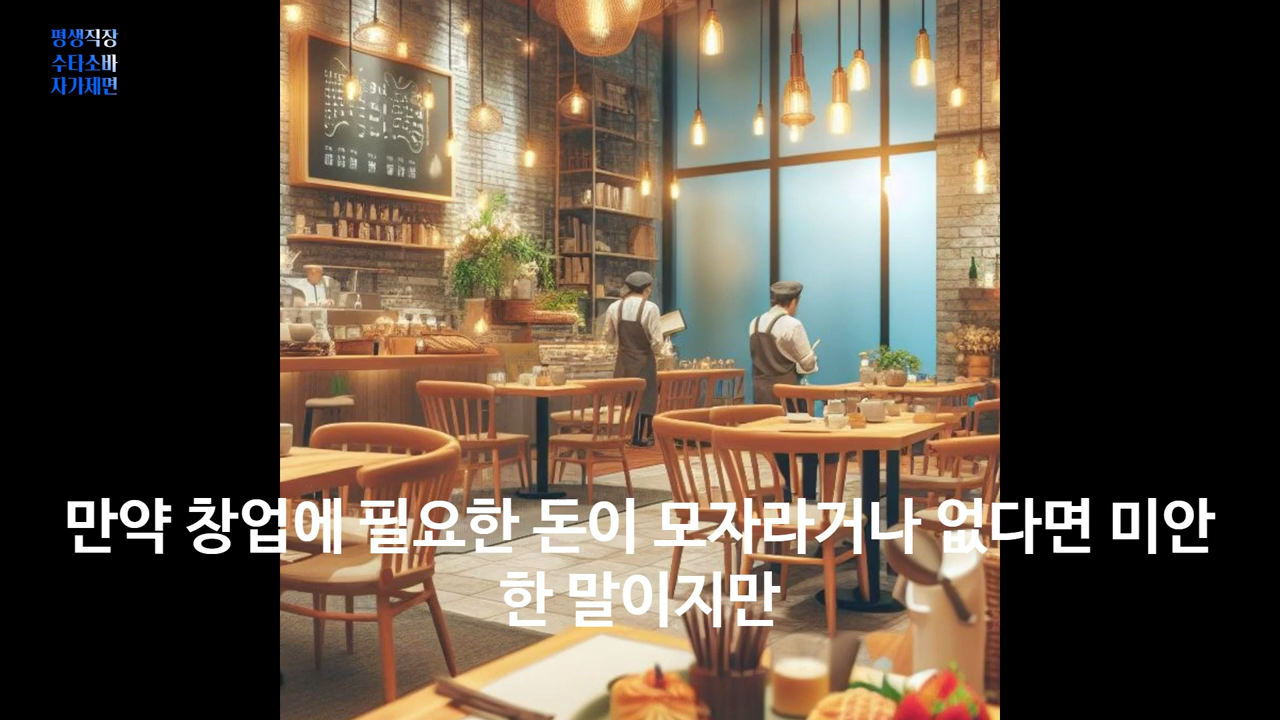 평생직장
수타소바
자가제면
만약 창업에 필요한 돈이 모자라거나 없다면 미안
한 말이지만